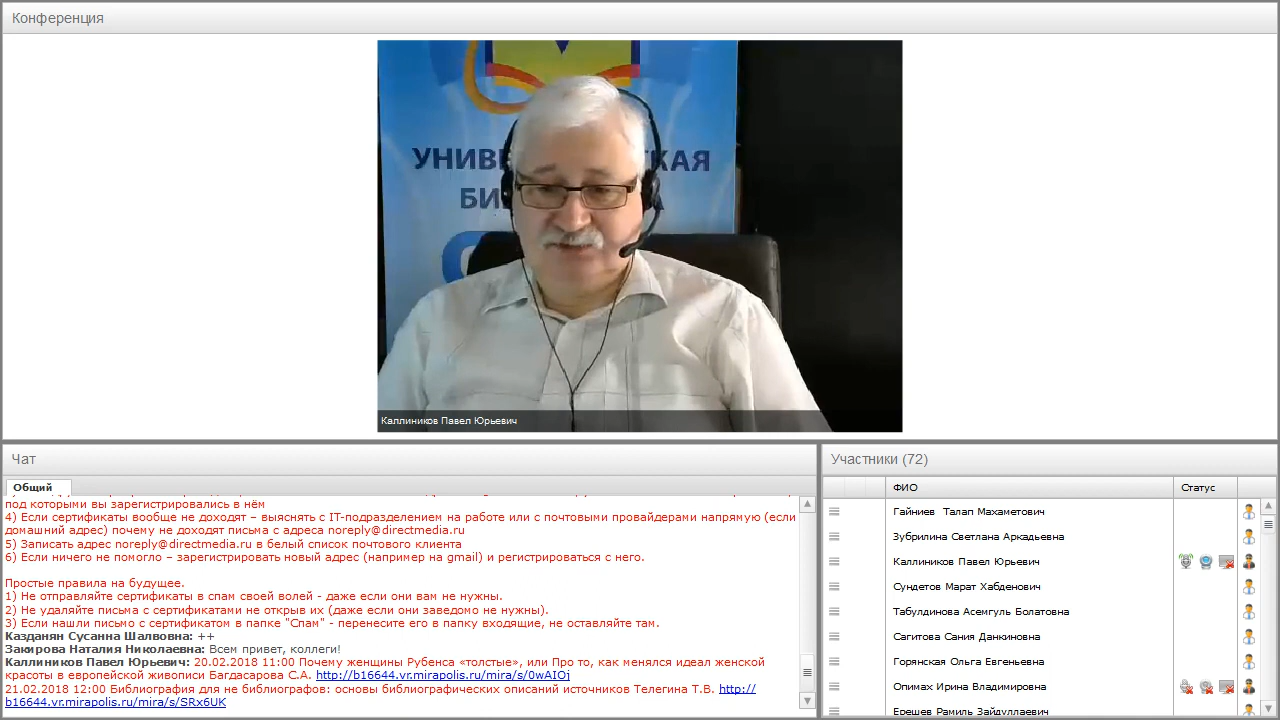 Конференция
УНИВ
СКАЯ
БИ
А
Каллиников Павел Юрьевич
Чат
Общий
под которыми вы зарегистрировались в нём
4) Если сертификаты вообще не доходят – выяснять с IT-подразделением на работе или с почтовыми провайдерами напрямую (если
домашний адрес) почему не доходят письма с адреса noreply@directmedia.ru
5) Записать адрес noreply@directmedia.ru в белый список почтового клиента
6) Если ничего не помогло – зарегистрировать новый адрес (например на gmail) и регистрироваться с него.
Простые правила на будущее.
1) Не отправляйте сертификаты в спам своей волей - даже если они вам не нужны.
2) Не удаляйте письма с сертификатами не открыв их (даже если они заведомо не нужны).
3) Если нашли письмо с сертификатом в папке "Спам" - перенесите его в папку входящие, не оставляйте там.
Казданян Сусанна Шалвовна: ++
Закирова Наталия Николаевна: Всем привет, коллеги!
Каллиников Павел Юрьевич: 20.02.2018 11:00 Почему женщины Рубенса «толстые», или Про то, как менялся идеал женской
красоты в европейской живописи Багдасарова С.А. http://b16644.vr.mirapolis.ru/mira/s/0wAIOj
21.02.2018 12:00 Библиография для не библиографов: основы библиографических описаний источников Телегина Т.В. http://
b16644.vr.mirapolis.ru/mira/s/SRx6UK
Участники (72)
ФИО Статус
Гайниев Талап Махаметович
Зубрилина Светлана Аркадьевна
Каллиников Павел Юрьевич
Сундетов Марат Хабденович
Табулдинова Асемгуль Болатовна
Сагитова Сания Даминовна
Горянская Ольга Евгеньевна
Опимах Ирина Владимировна
Ерешев Рамиль Зайдуллаевич